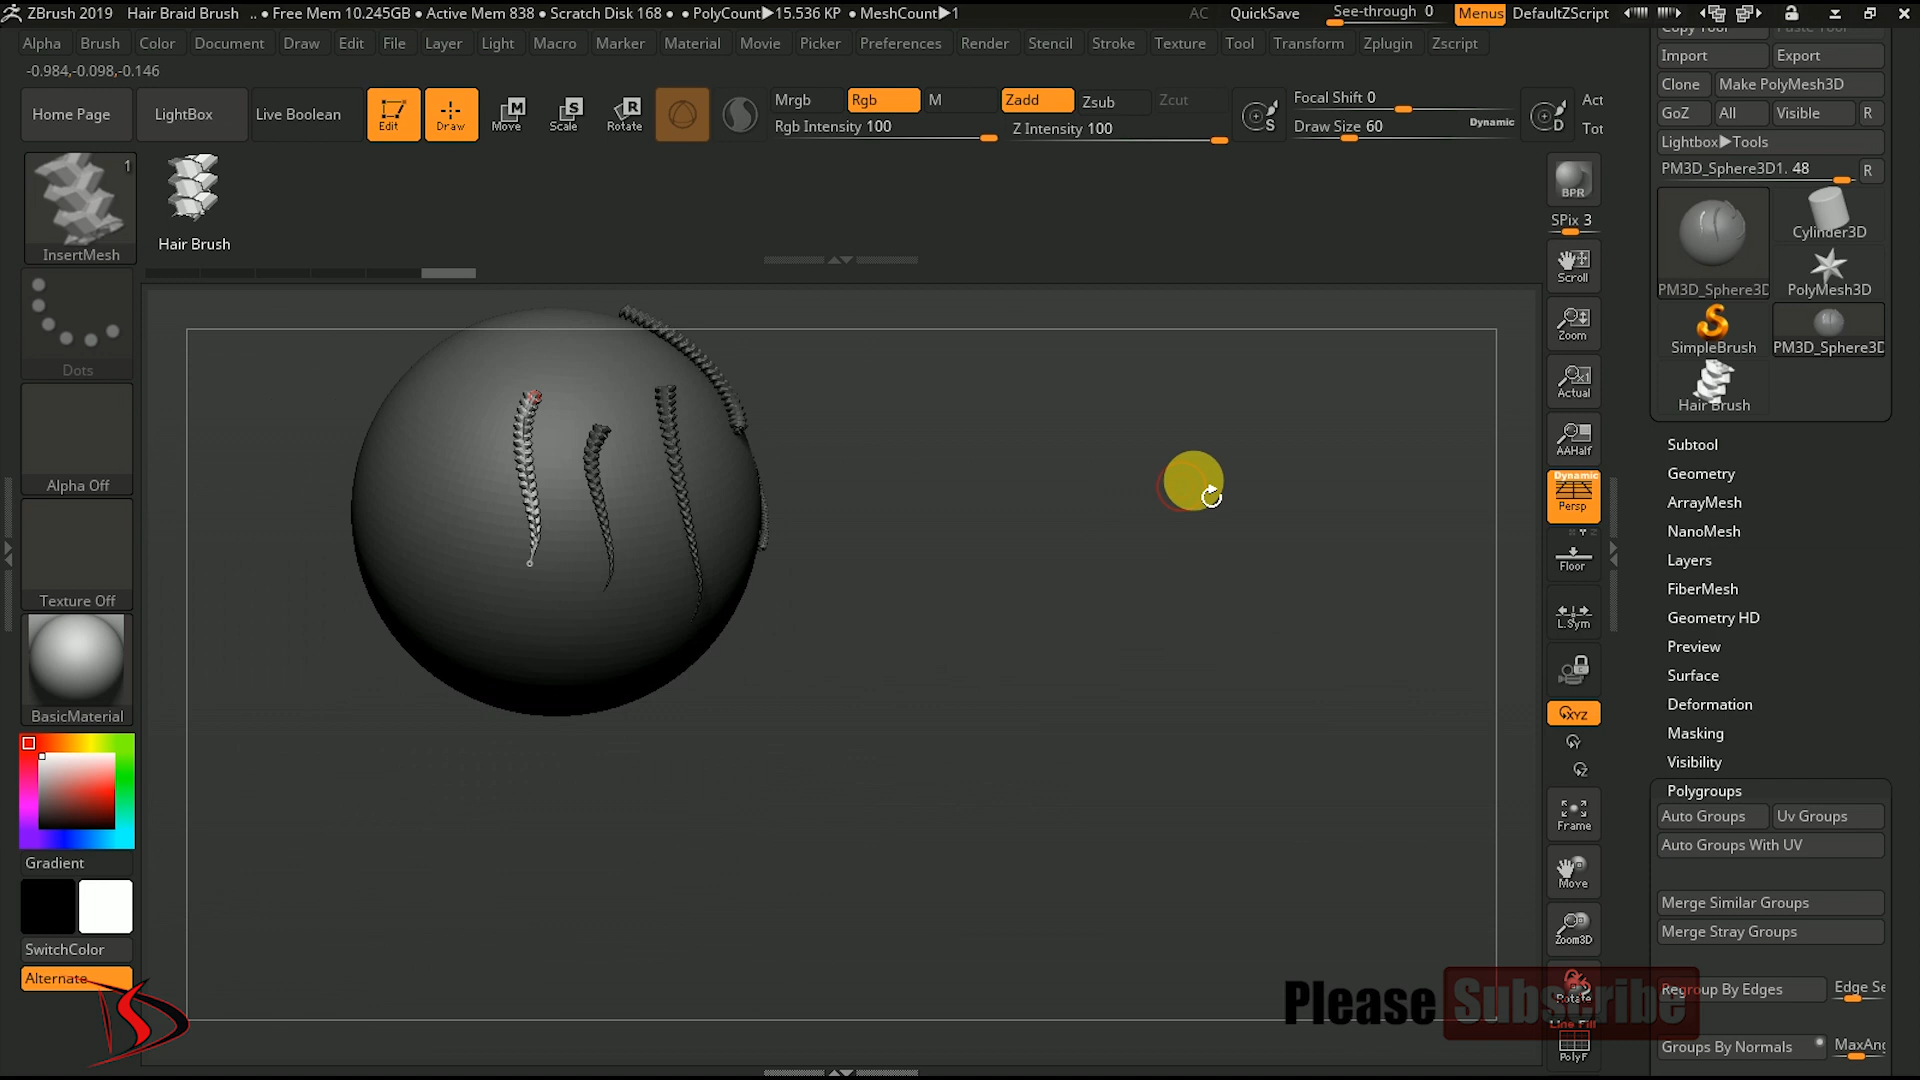 ZBrush 2019 Hair Braid Brush .. • Free Mem 10.245GB • Active Mem 838 • Scratch Disk 168 • • PolyCount▶15.536 KP • MeshCount▶1 AC QuickSave See-through 0 Menus DefaultZScript
Alpha Brush Color Document Draw Edit File Layer Light Macro Marker Material Movie Picker Preferences Render Stencil Stroke Texture Tool Transform Zplugin Zscript
-0.984,-0.098,-0.146
Home Page LightBox Live Boolean Edit Draw Move Scale Rotate
M S R
Mrgb Rgb M Zadd Zsub Zcut
Rgb Intensity 100 Z Intensity 100
S
Focal Shift 0
Draw Size 60 Dynamic
D
Act
Tot
1
InsertMesh
Hair Brush
Dots
Alpha Off
Texture Off
BasicMaterial
Gradient
SwitchColor
Alternate
BPR
SPix 3
Scroll
Zoom
Actual
AAHalf
Dynamic
Persp
X Y Z
Floor
L.Sym
XYZ
Y
Z
Frame
Move
Zoom3D
Rotate
Line Fill
PolyF
Copy Tool Paste Tool
Import Export
Clone Make PolyMesh3D
GoZ All Visible R
Lightbox▶Tools
PM3D_Sphere3D1. 48 R
Cylinder3D
PM3D_Sphere3D PolyMesh3D
SimpleBrush PM3D_Sphere3D
Hair Brush
Subtool
Geometry
ArrayMesh
NanoMesh
Layers
FiberMesh
Geometry HD
Preview
Surface
Deformation
Masking
Visibility
Polygroups
Auto Groups Uv Groups
Auto Groups With UV
Merge Similar Groups
Merge Stray Groups
Regroup By Edges Edge Se
Groups By Normals MaxAng
Please Subscribe